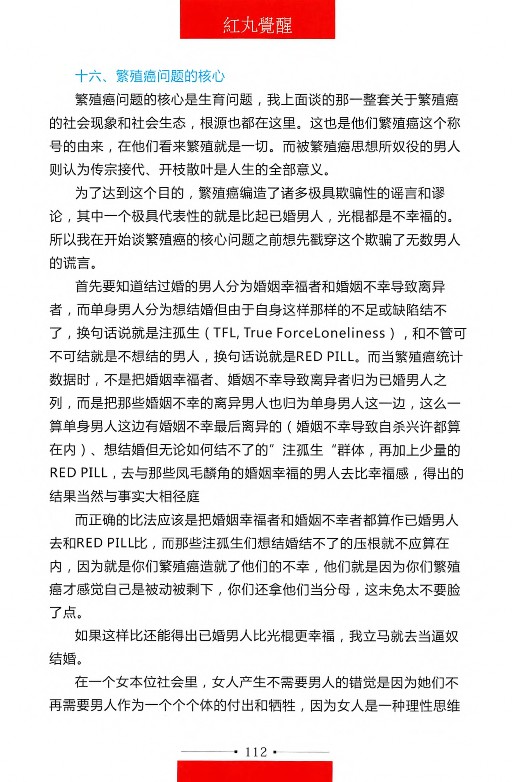 紅丸覺醒
十六、繁殖癌问题的核心
繁殖癌问题的核心是生育问题，我上面谈的那一整套关于繁殖癌
的社会现象和社会生态，根源也都在这里。这也是他们繁殖癌这个称
号的由来，在他们看来繁殖就是一切。而被繁殖癌思想所奴役的男人
则认为传宗接代、开枝散叶是人生的全部意义。
为了达到这个目的，繁殖癌编造了诸多极具欺骗性的谣言和谬
论，其中一个极具代表性的就是比起已婚男人，光棍都是不幸福的。
所以我在开始谈繁殖癌的核心问题之前想先戳穿这个欺骗了无数男人
的谎言。
首先要知道结过婚的男人分为婚姻幸福者和婚姻不幸导致离异
者，而单身男人分为想结婚但由于自身这样那样的不足或缺陷结不
了，换句话说就是注孤生（TFL, True ForceLoneliness），和不管可
不可结就是不想结的男人，换句话说就是RED PILL。而当繁殖癌统计
数据时，不是把婚姻幸福者、婚姻不幸导致离异者归为已婚男人之
列，而是把那些不幸的离异男人也归为单身男人这一边，这么一
算单身男人这边有婚姻不幸最后离异的（婚姻不幸导致自杀兴许都算
在内）、想结婚但无论如何结不了的”注孤生“群体，再加上少量的
RED PILL，去与那些凤毛麟角的婚姻幸福的男人去比幸福感，得出的
结果当然与事实大相径庭
而正确的比法应该是把婚姻幸福者和婚姻不幸者都算作已婚男人
去和RED PILL比，而那些注孤生们想结婚结不了的压根就不应算在
内，因为就是你们繁殖癌造就了他们的不幸，他们就是因为你们繁殖
癌才感觉自己是被动被剩下，你们还拿他们当分母，这未免太不要脸
了点。
如果这样比还能得出已婚男人比光棍更幸福，我立马就去当逼奴
结婚。
在一个女本位社会里，女人产生不需要男人的错觉是因为她们不
再需要男人作为一个个个体的付出和牺牲，因为女人是一种理性思维
112